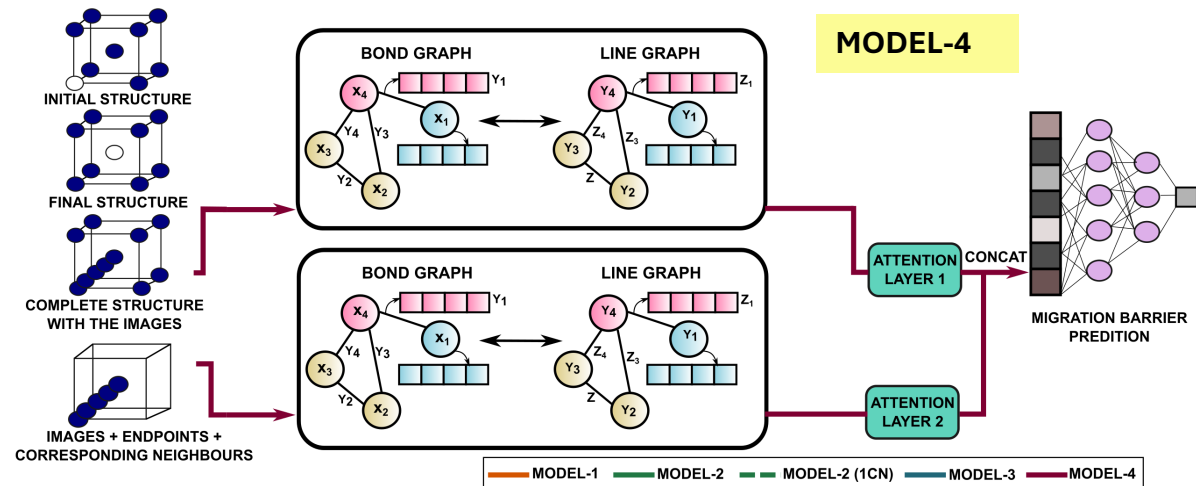 MODEL-4
INITIAL STRUCTURE
FINAL STRUCTURE
COMPLETE STRUCTURE
WITH THE IMAGES
IMAGES + ENDPOINTS +
CORRESPONDING NEIGHBOURS
BOND GRAPH
X4
Y1
x1
Y4
Y3
x3
Y2
x2
LINE GRAPH
Y4
Z1
Y1
Z4
Z3
Y3
Z
Y2
BOND GRAPH
X4
Y1
x1
Y4
Y3
x3
Y2
x2
LINE GRAPH
Y4
Z1
Y1
Z4
Z3
Y3
Z
Y2
ATTENTION
LAYER 1
CONCAT
ATTENTION
LAYER 2
MIGRATION BARRIER
PREDITION
MODEL-1 MODEL-2 MODEL-2 (1CN) MODEL-3 MODEL-4